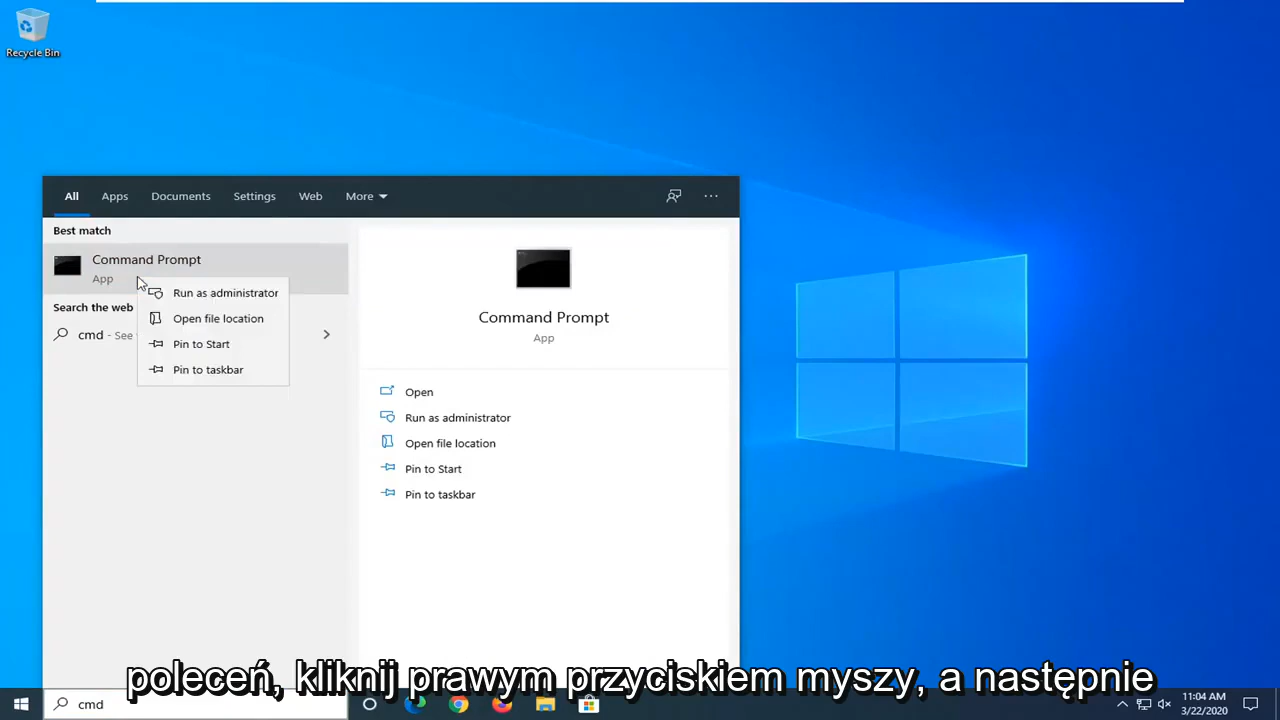 Recycle Bin
All Apps Documents Settings Web More
Best match
Command Prompt
App
Search the web
cmd - See
Run as administrator
Open file location
Pin to Start
Pin to taskbar
Command Prompt
App
Open
Run as administrator
Open file location
Pin to Start
Pin to taskbar
poleceń, kliknij prawym przyciskiem myszy, a następnie
cmd
11:04 AM
3/22/2020